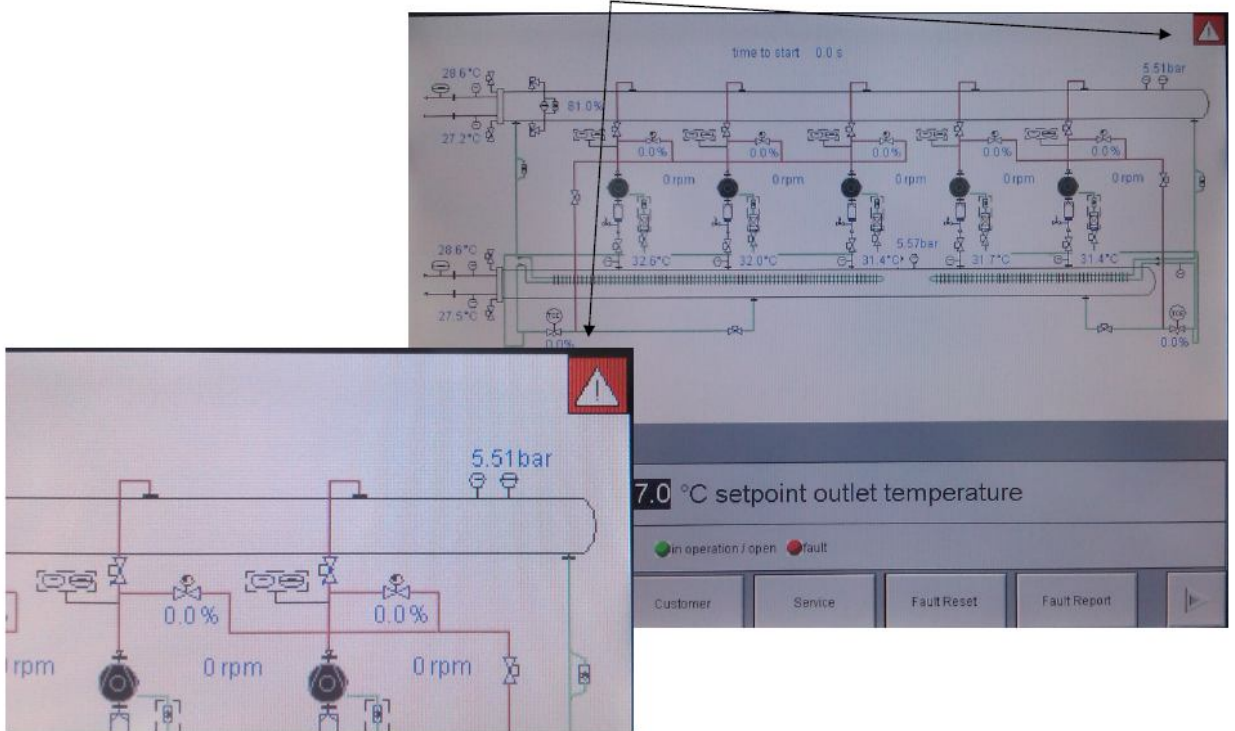 time to start 0.0 s
28.6°C
5.51bar
81.0%
27.2°C
0.0%
0.0%
0.0%
0.0%
0.0%
0 rpm
0 rpm
0 rpm
0 rpm
0 rpm
28.6°C
5.57bar
32.6°C
32.0°C
31.4°C
31.7°C
31.4°C
27.5°C
0.0%
0.0%
7.0 °C setpoint outlet temperature
in operation / open fault
Customer
Service
Fault Reset
Fault Report
5.51bar
0.0%
0.0%
rpm
0 rpm
0 rpm